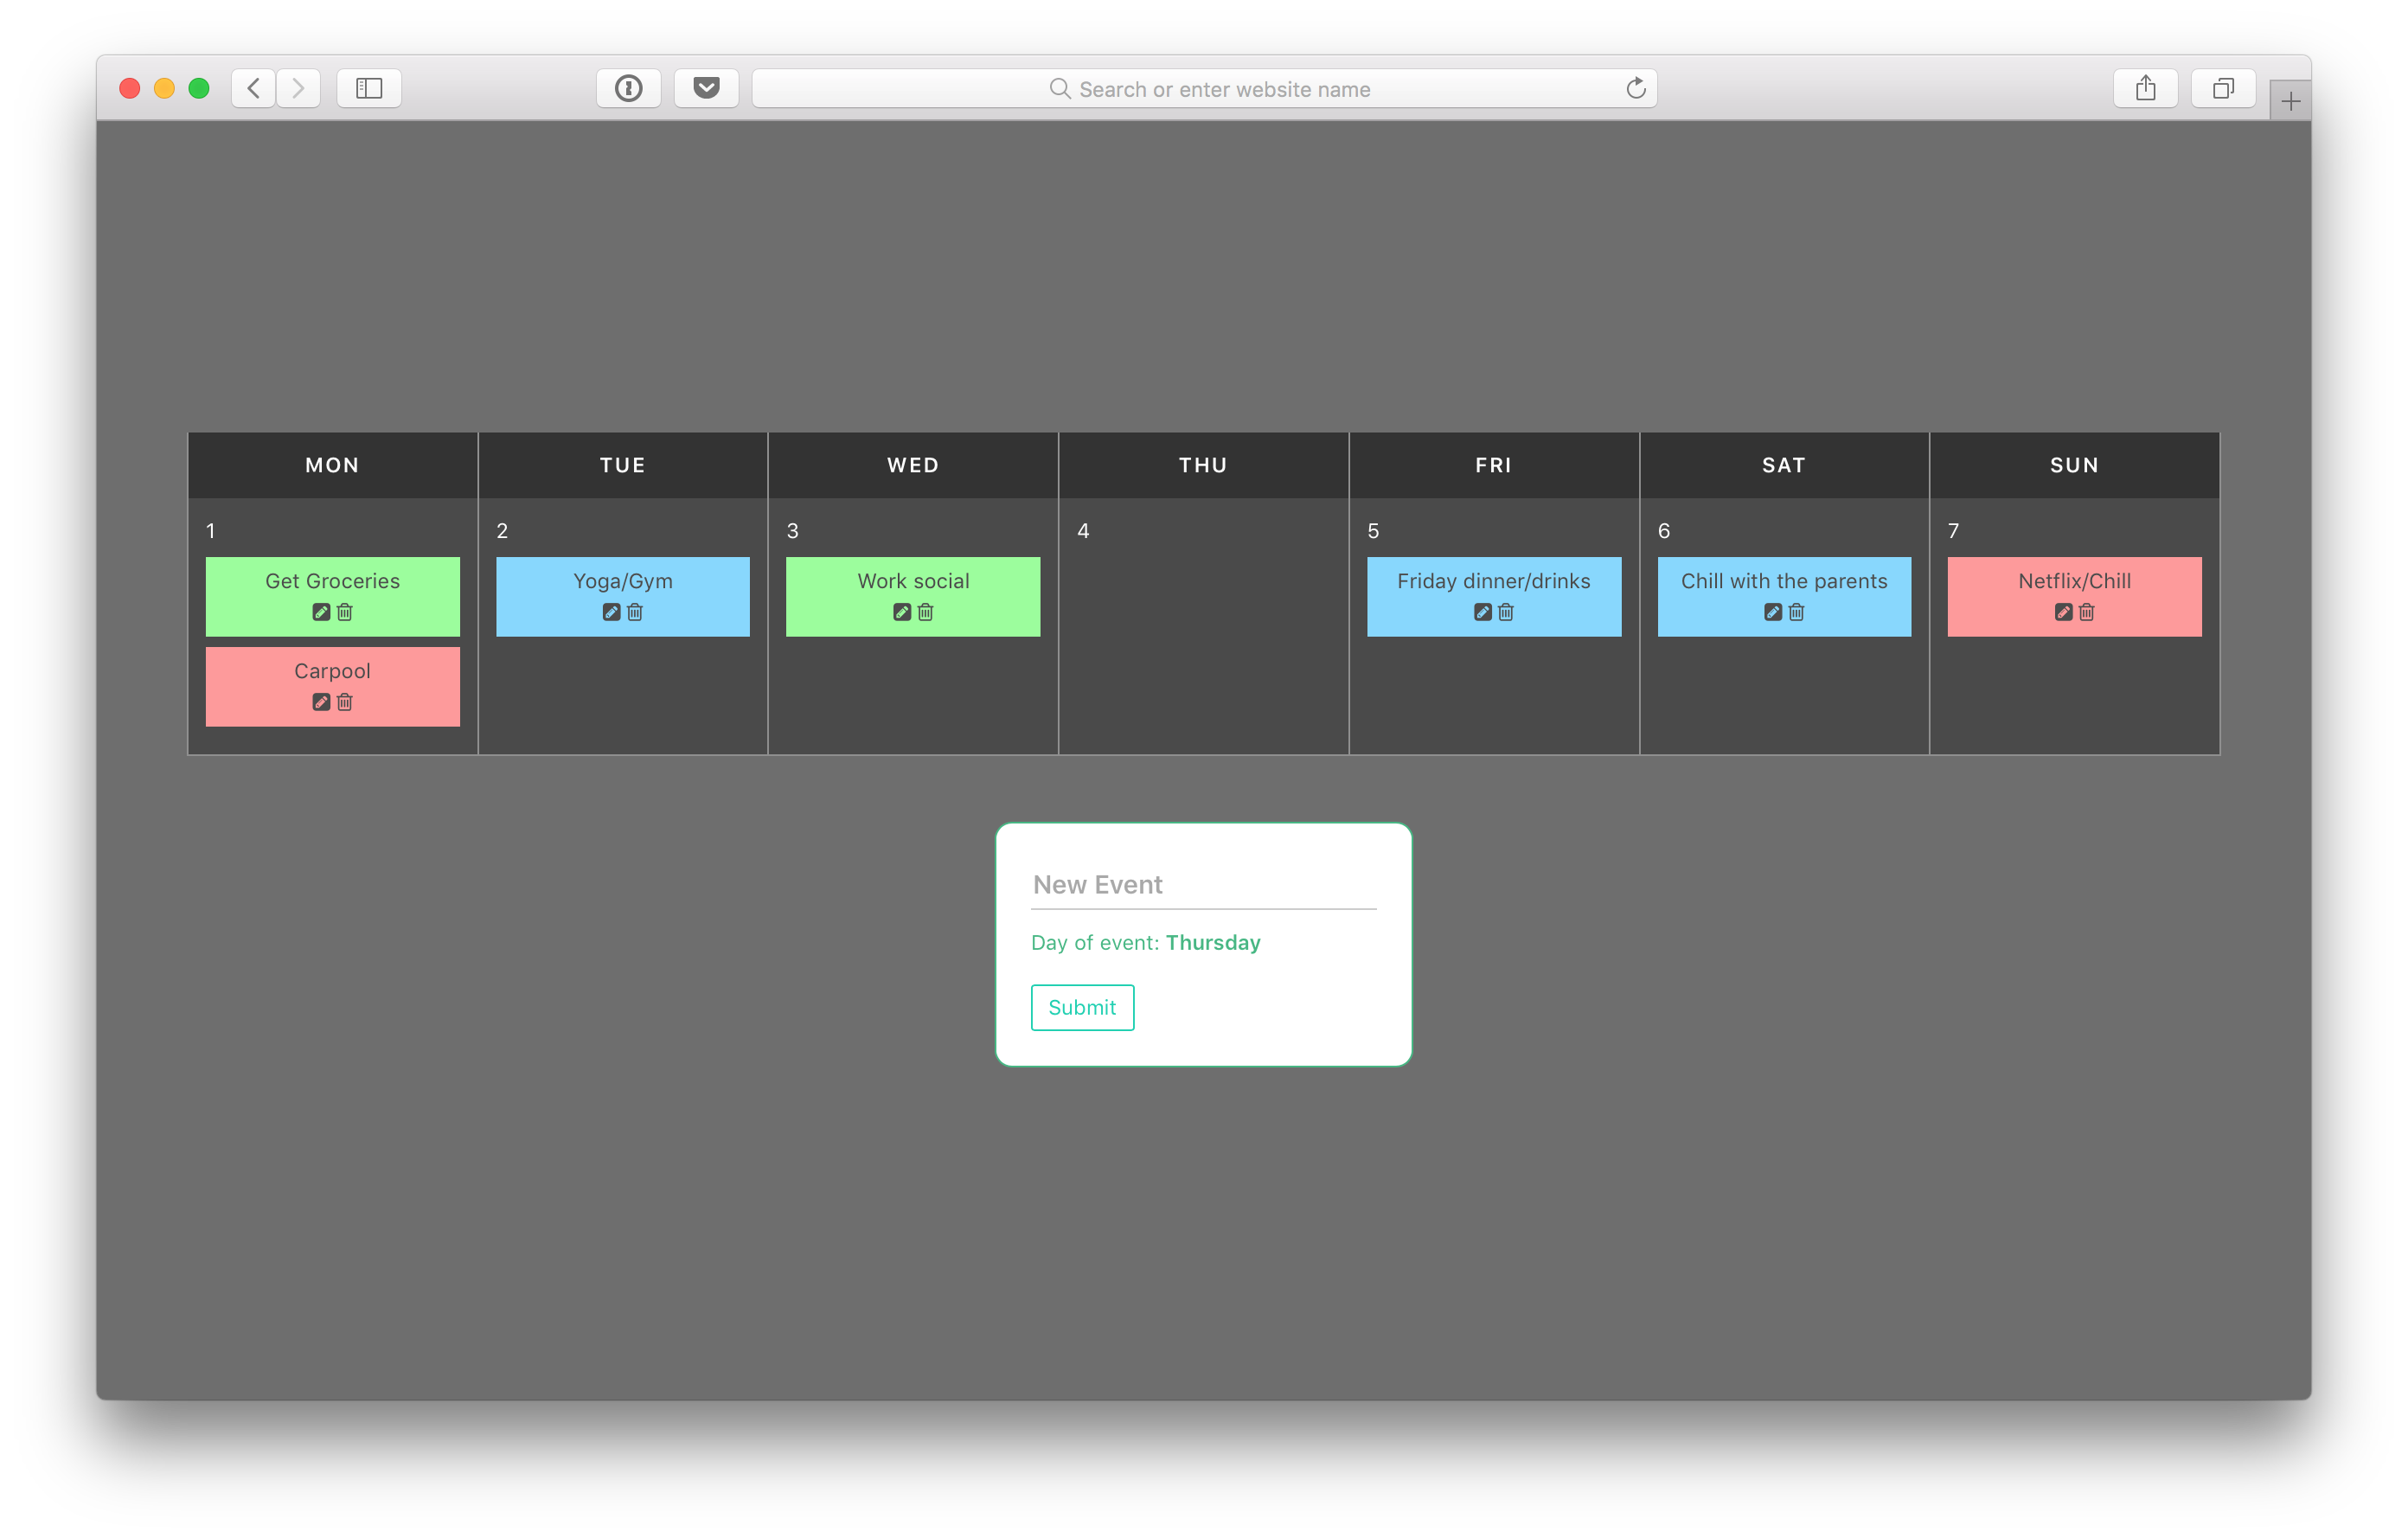 Search or enter website name
MON TUE WED THU FRI SAT SUN
1 2 3 4 5 6 7
Get Groceries Yoga/Gym Work social Friday dinner/drinks Chill with the parents Netflix/Chill
Carpool
New Event
Day of event: Thursday
Submit